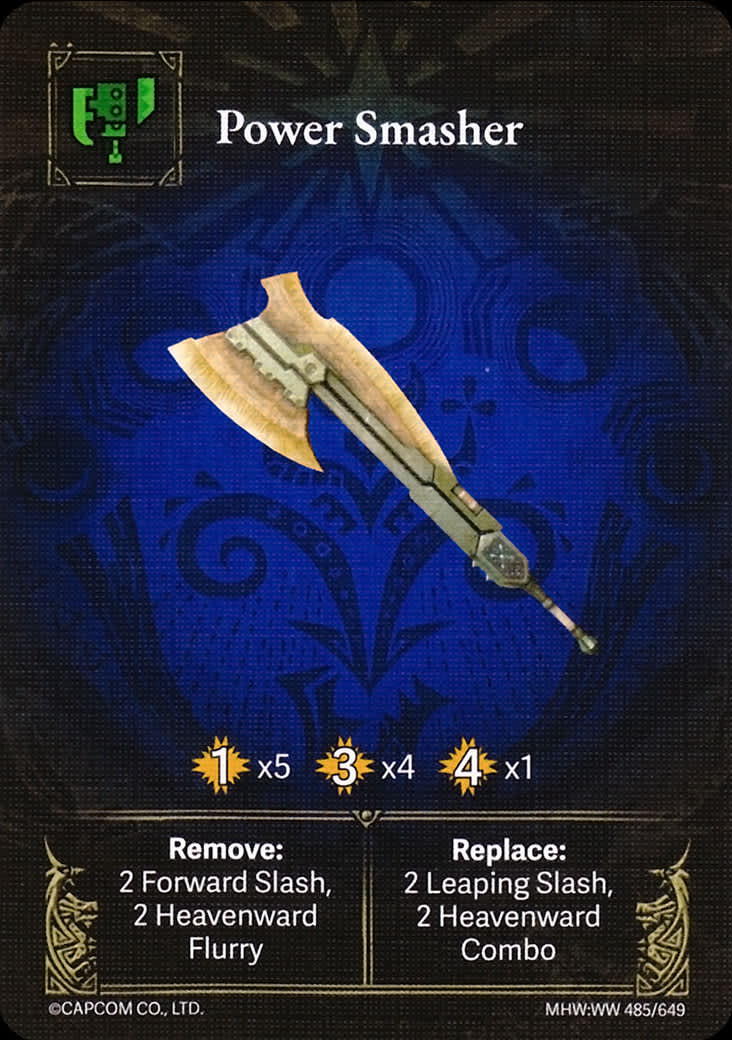 Power Smasher
1 x5 3 x4 4 x1
Remove:
2 Forward Slash,
2 Heavenward
Flurry
Replace:
2 Leaping Slash,
2 Heavenward
Combo
©CAPCOM CO., LTD.
MHW:WW 485/649